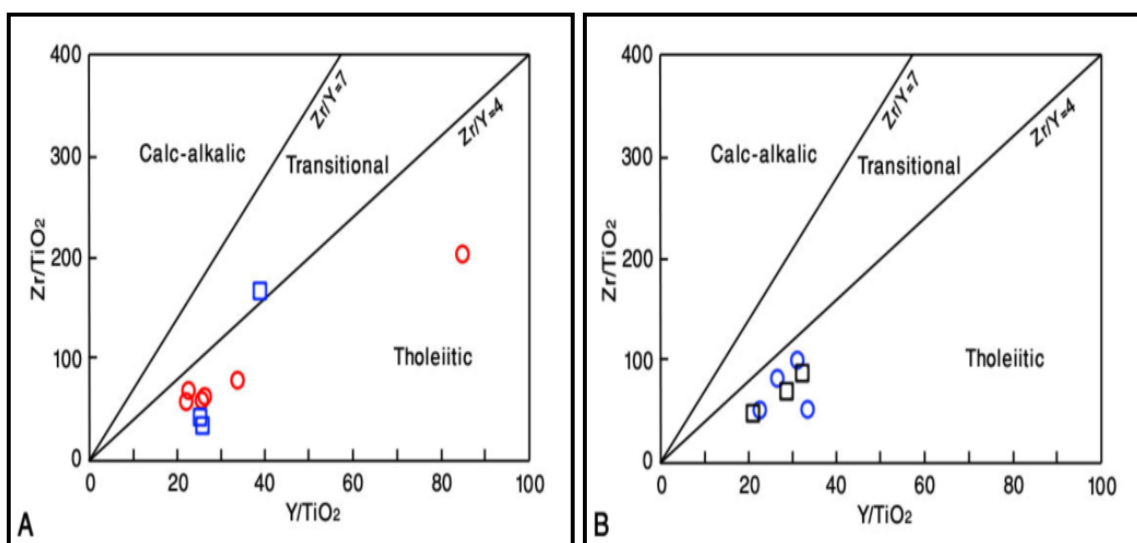 400
300
200
100
0
Zr/TiO2
Calc-alkalic
Zr/Y=7
Transitional
Zr/Y=4
Tholeiitic
0 20 40 60 80 100
Y/TiO2
A
400
300
200
100
0
Zr/TiO2
Calc-alkalic
Zr/Y=7
Transitional
Zr/Y=4
Tholeiitic
0 20 40 60 80 100
Y/TiO2
B